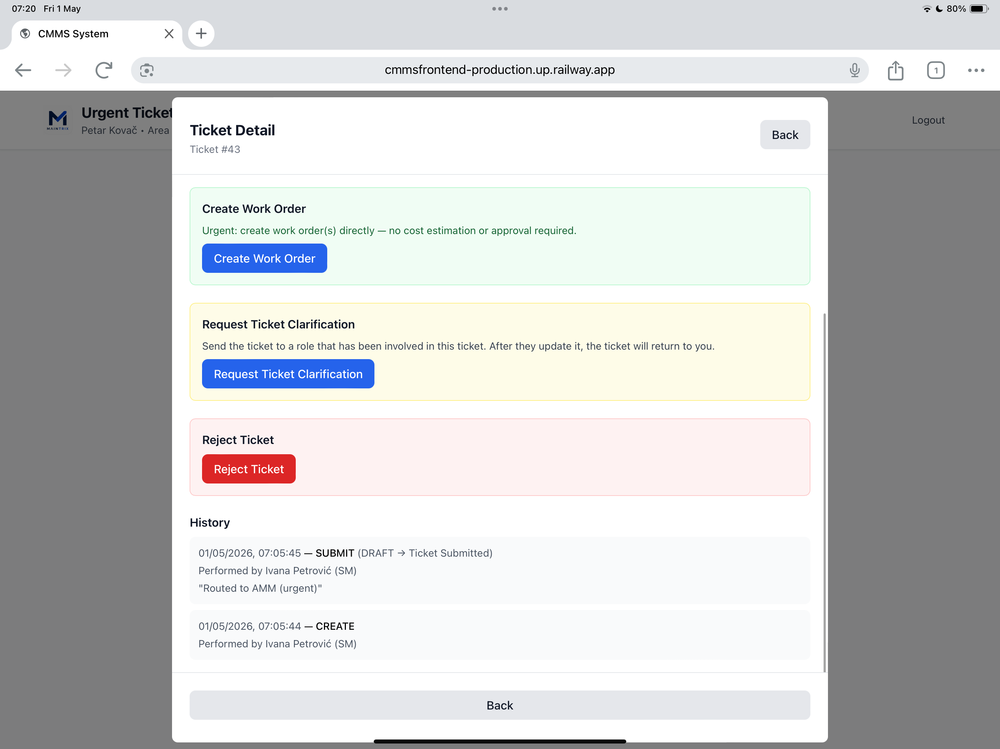 07:20 Fri 1 May
80%
CMMS System
cmmsfrontend-production.up.railway.app
1
MAINTRIX
Urgent Ticket
Petar Kovač • Area
Logout
Ticket Detail
Ticket #43
Back
Create Work Order
Urgent: create work order(s) directly — no cost estimation or approval required.
Create Work Order
Request Ticket Clarification
Send the ticket to a role that has been involved in this ticket. After they update it, the ticket will return to you.
Request Ticket Clarification
Reject Ticket
Reject Ticket
History
01/05/2026, 07:05:45 — SUBMIT (DRAFT → Ticket Submitted)
Performed by Ivana Petrović (SM)
"Routed to AMM (urgent)"
01/05/2026, 07:05:44 — CREATE
Performed by Ivana Petrović (SM)
Back